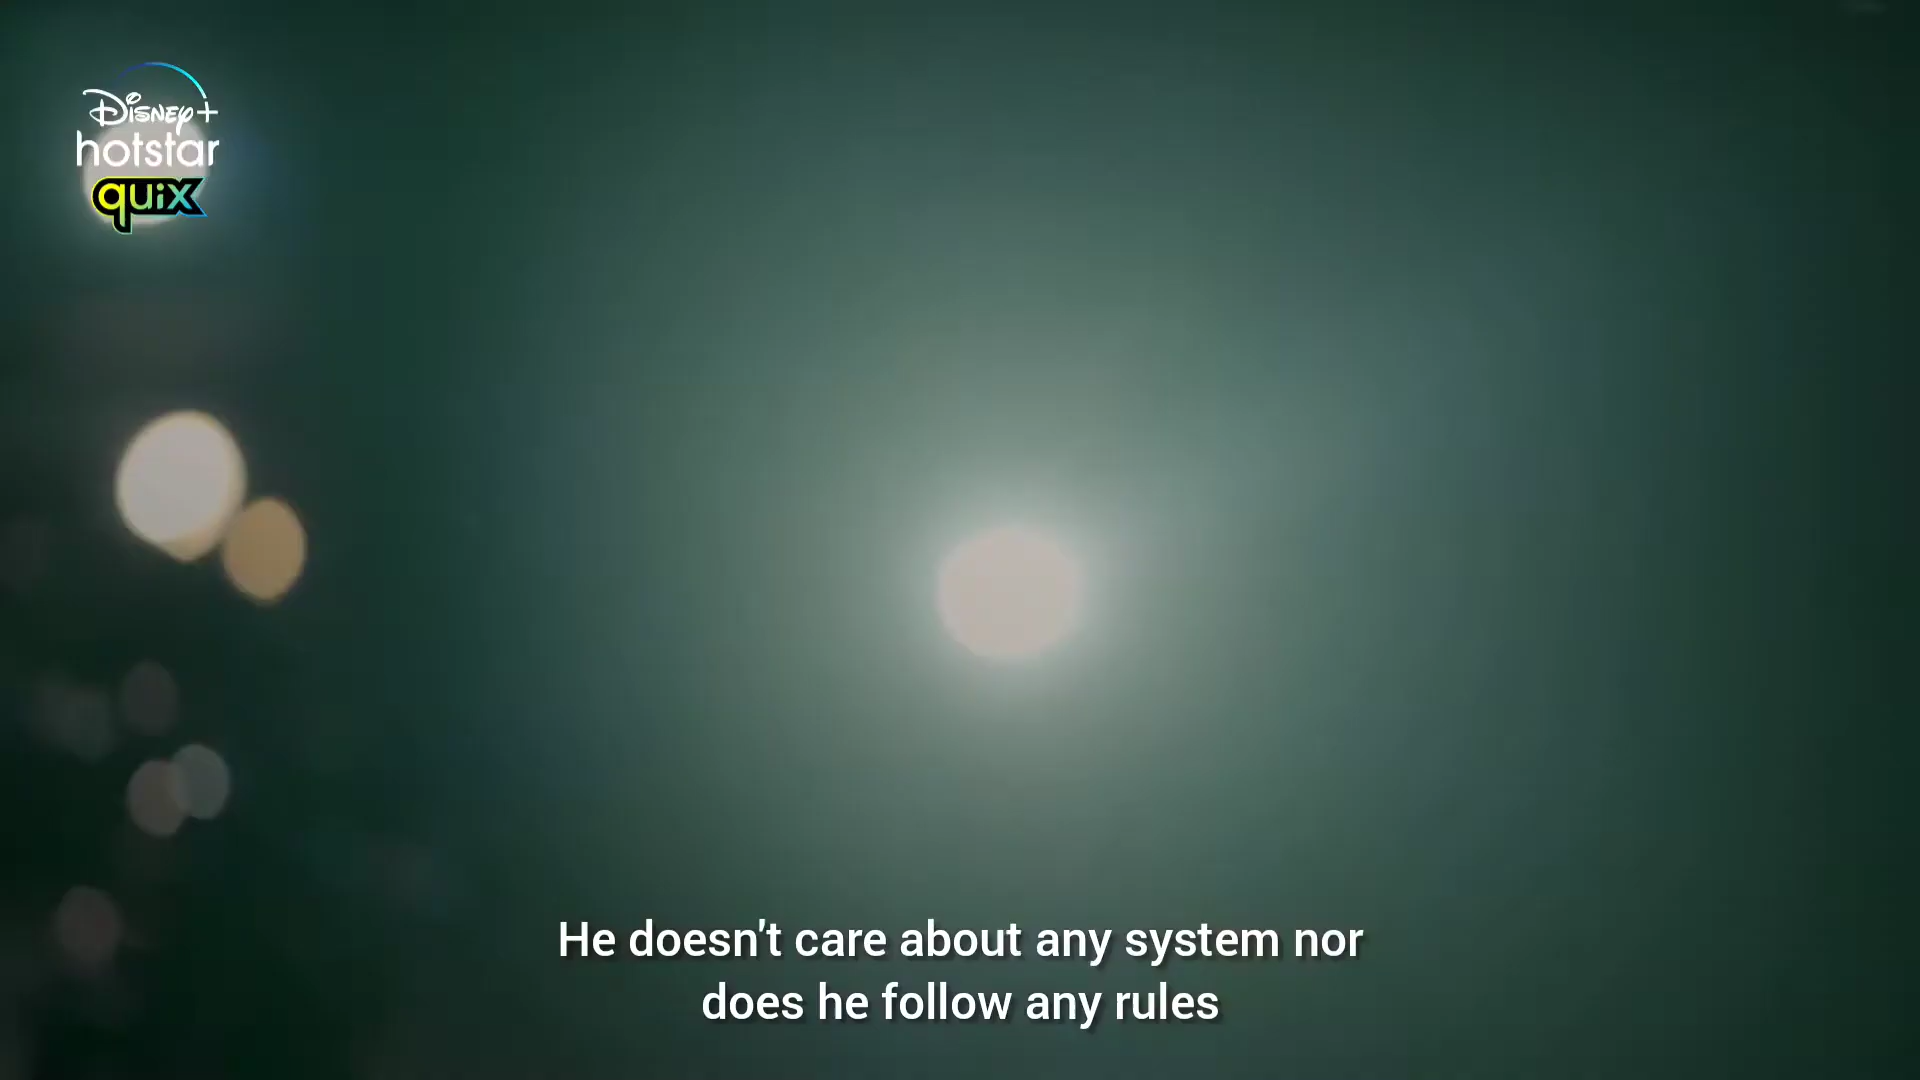 Disney+
hotstar
quix
He doesn't care about any system nor
does he follow any rules